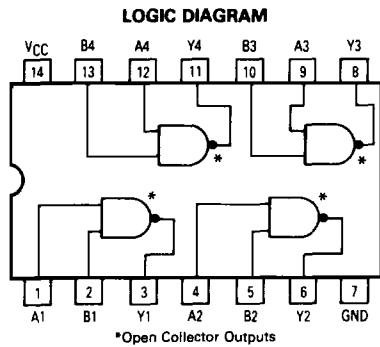 LOGIC DIAGRAM
VCC B4 A4 Y4 B3 A3 Y3
14 13 12 11 10 9 8
* *
* *
1 2 3 4 5 6 7
A1 B1 Y1 A2 B2 Y2 GND
*Open Collector Outputs